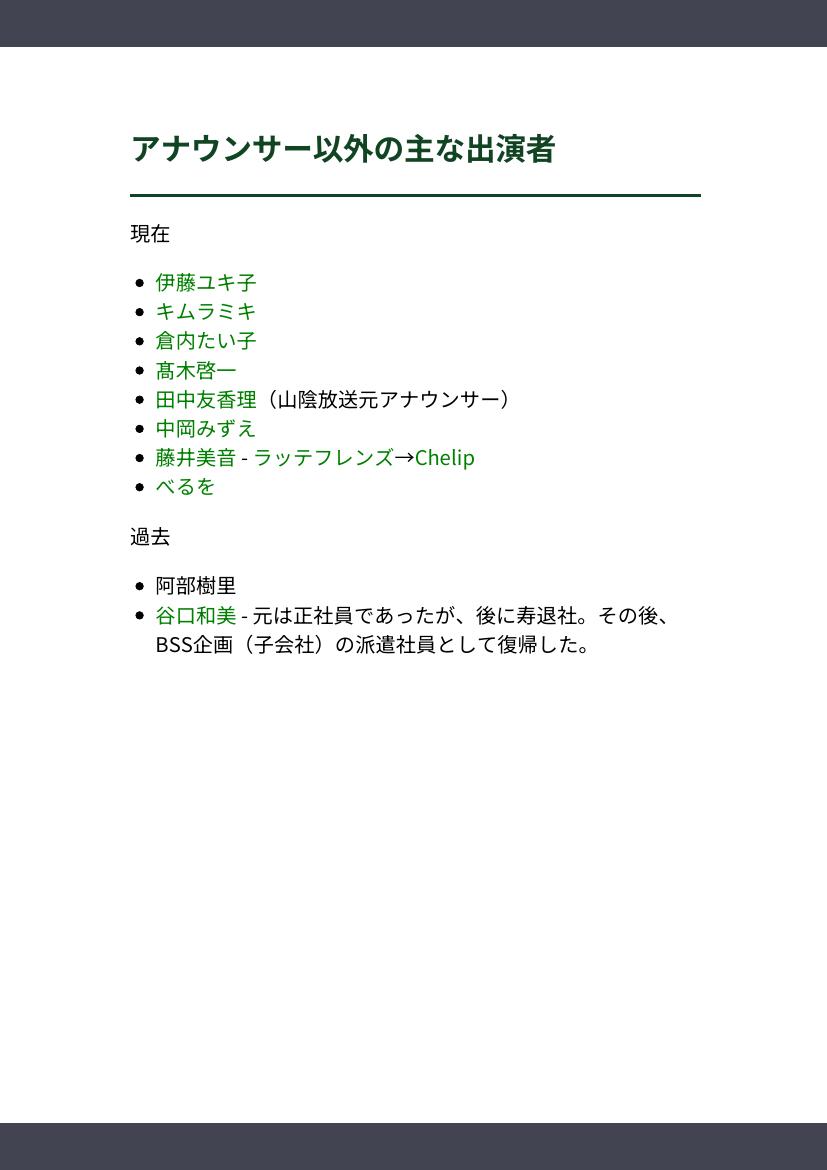 アナウンサー以外の主な出演者
現在
伊藤ユキ子
キムラミキ
倉内たい子
髙木啓一
田中友香理（山陰放送元アナウンサー）
中岡みずえ
藤井美音 - ラッテフレンズ→Chelip
べるを
過去
阿部樹里
谷口和美 - 元は正社員であったが、後に寿退社。その後、
BSS企画（子会社）の派遣社員として復帰した。